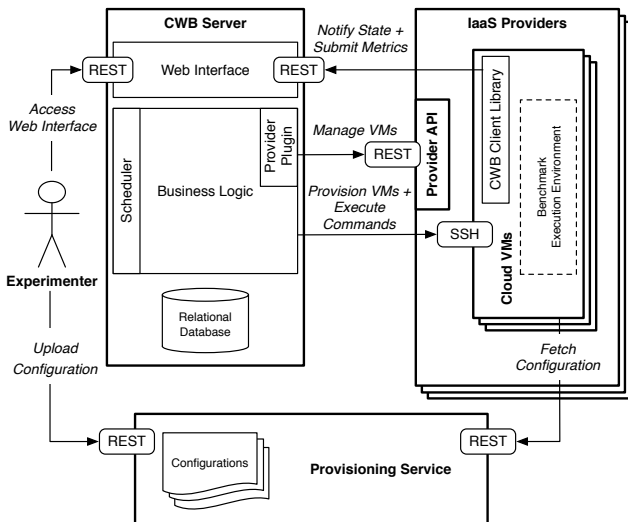 CWB Server
IaaS Providers
Notify State +
Submit Metrics
REST
Web Interface
REST
Access
Web Interface
Scheduler
Business Logic
Provider
Plugin
Manage VMs
REST
Provider API
CWB Client Library
Benchmark
Execution Environment
Provision VMs +
Execute
Commands
SSH
Cloud VMs
Experimenter
Relational
Database
Upload
Configuration
Fetch
Configuration
REST
Configurations
Provisioning Service
REST